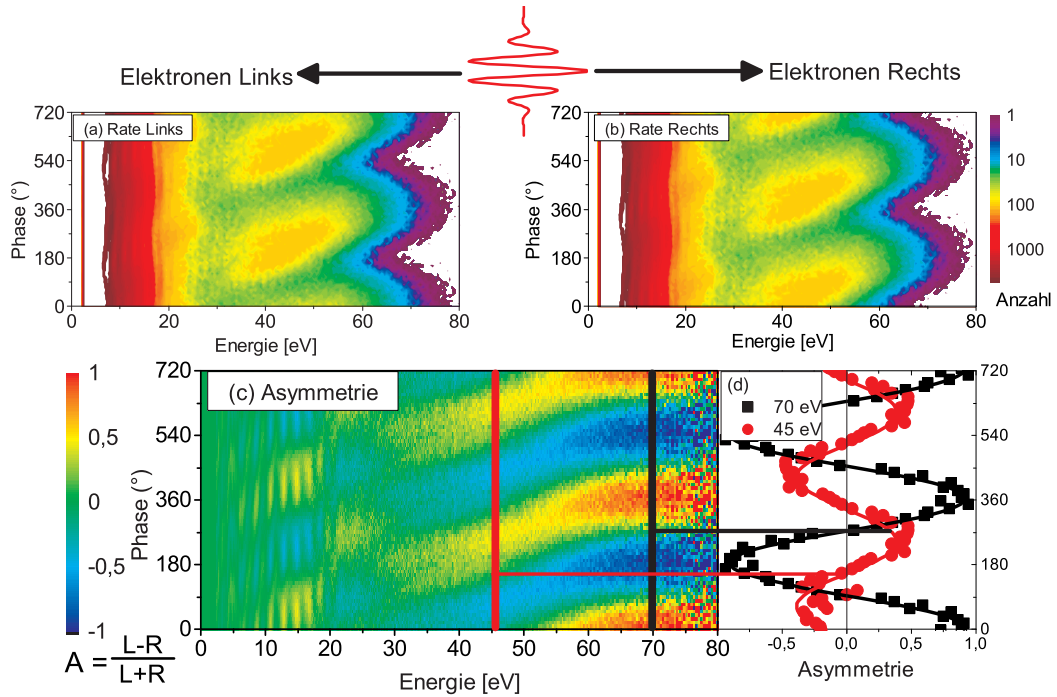 Elektronen Links
Elektronen Rechts
(a) Rate Links
(b) Rate Rechts
720
540
360
180
0
Phase (°)
0 20 40 60 80
Energie [eV]
720
540
360
180
0
Phase (°)
0 20 40 60 80
Energie [eV]
1
10
100
1000
Anzahl
1
0,5
0
-0,5
-1
A = L-R
L+R
(c) Asymmetrie
720
540
360
180
0
Phase (°)
0 10 20 30 40 50 60 70 80
Energie [eV]
(d)
70 eV
45 eV
720
540
360
180
0
-0,5 0,0 0,5 1,0
Asymmetrie